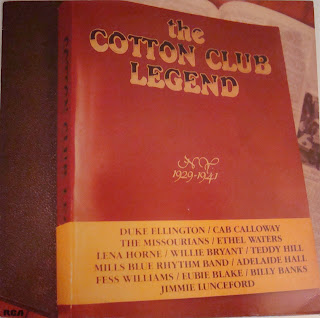 the
COTTON CLUB
LEGEND
NY
1929-1941
DUKE ELLINGTON / CAB CALLOWAY
THE MISSOURIANS / ETHEL WATERS
LENA HORNE / WILLIE BRYANT / TEDDY HILL
MILLS BLUE RHYTHM BAND / ADELAIDE HALL
FESS WILLIAMS / EUBIE BLAKE / BILLY BANKS
JIMMIE LUNCEFORD
RCA